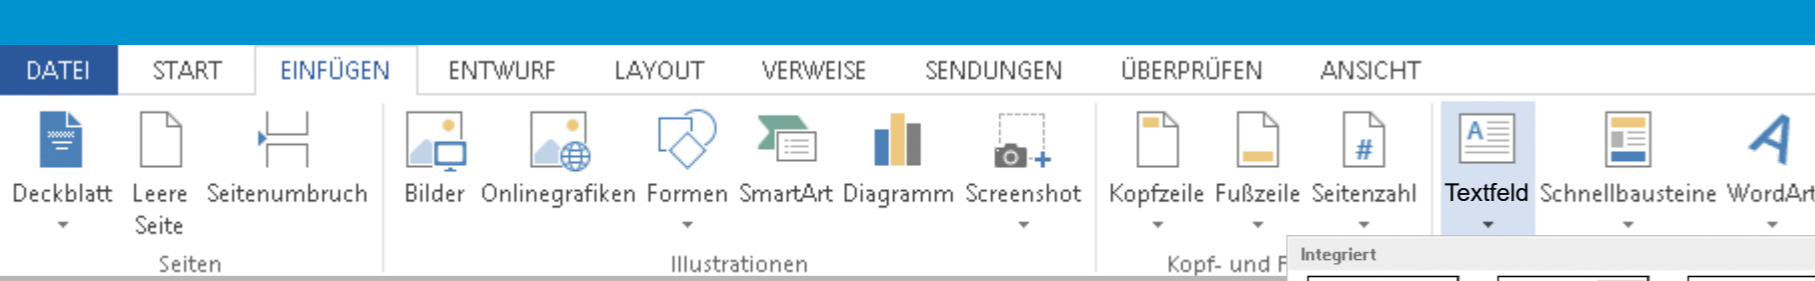 DATEI START EINFÜGEN ENTWURF LAYOUT VERWEISE SENDUNGEN ÜBERPRÜFEN ANSICHT
Deckblatt Leere Seitenumbruch Bilder Onlinegrafiken Formen SmartArt Diagramm Screenshot Kopfzeile Fußzeile Seitenzahl Textfeld Schnellbausteine WordArt
Seite
Seiten Illustrationen Kopf- und F
Integriert